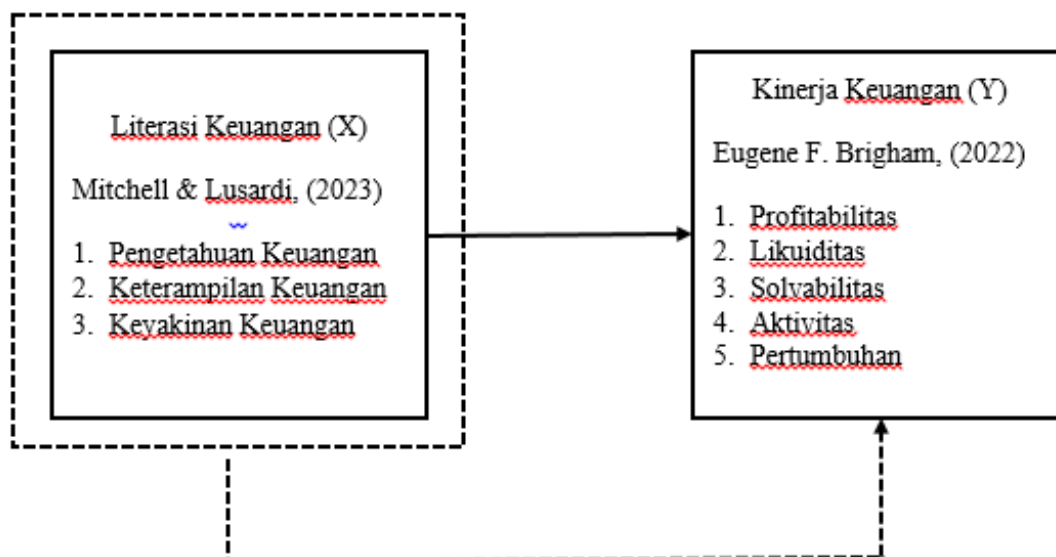 Literasi Keuangan (X)
Mitchell & Lusardi, (2023)
1. Pengetahuan Keuangan
2. Keterampilan Keuangan
3. Keyakinan Keuangan
Kinerja Keuangan (Y)
Eugene F. Brigham, (2022)
1. Profitabilitas
2. Likuiditas
3. Solvabilitas
4. Aktivitas
5. Pertumbuhan